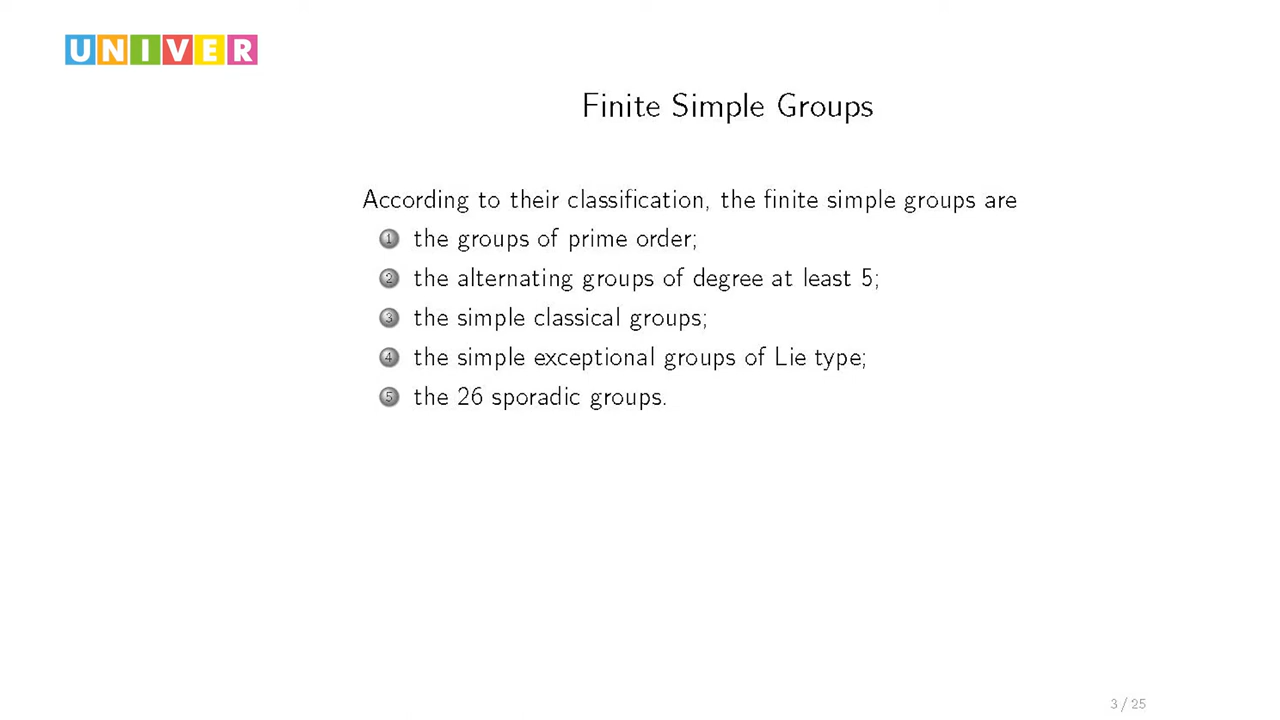 UNIVER
Finite Simple Groups
According to their classification, the finite simple groups are
1 the groups of prime order;
2 the alternating groups of degree at least 5;
3 the simple classical groups;
4 the simple exceptional groups of Lie type;
5 the 26 sporadic groups.
3 / 25